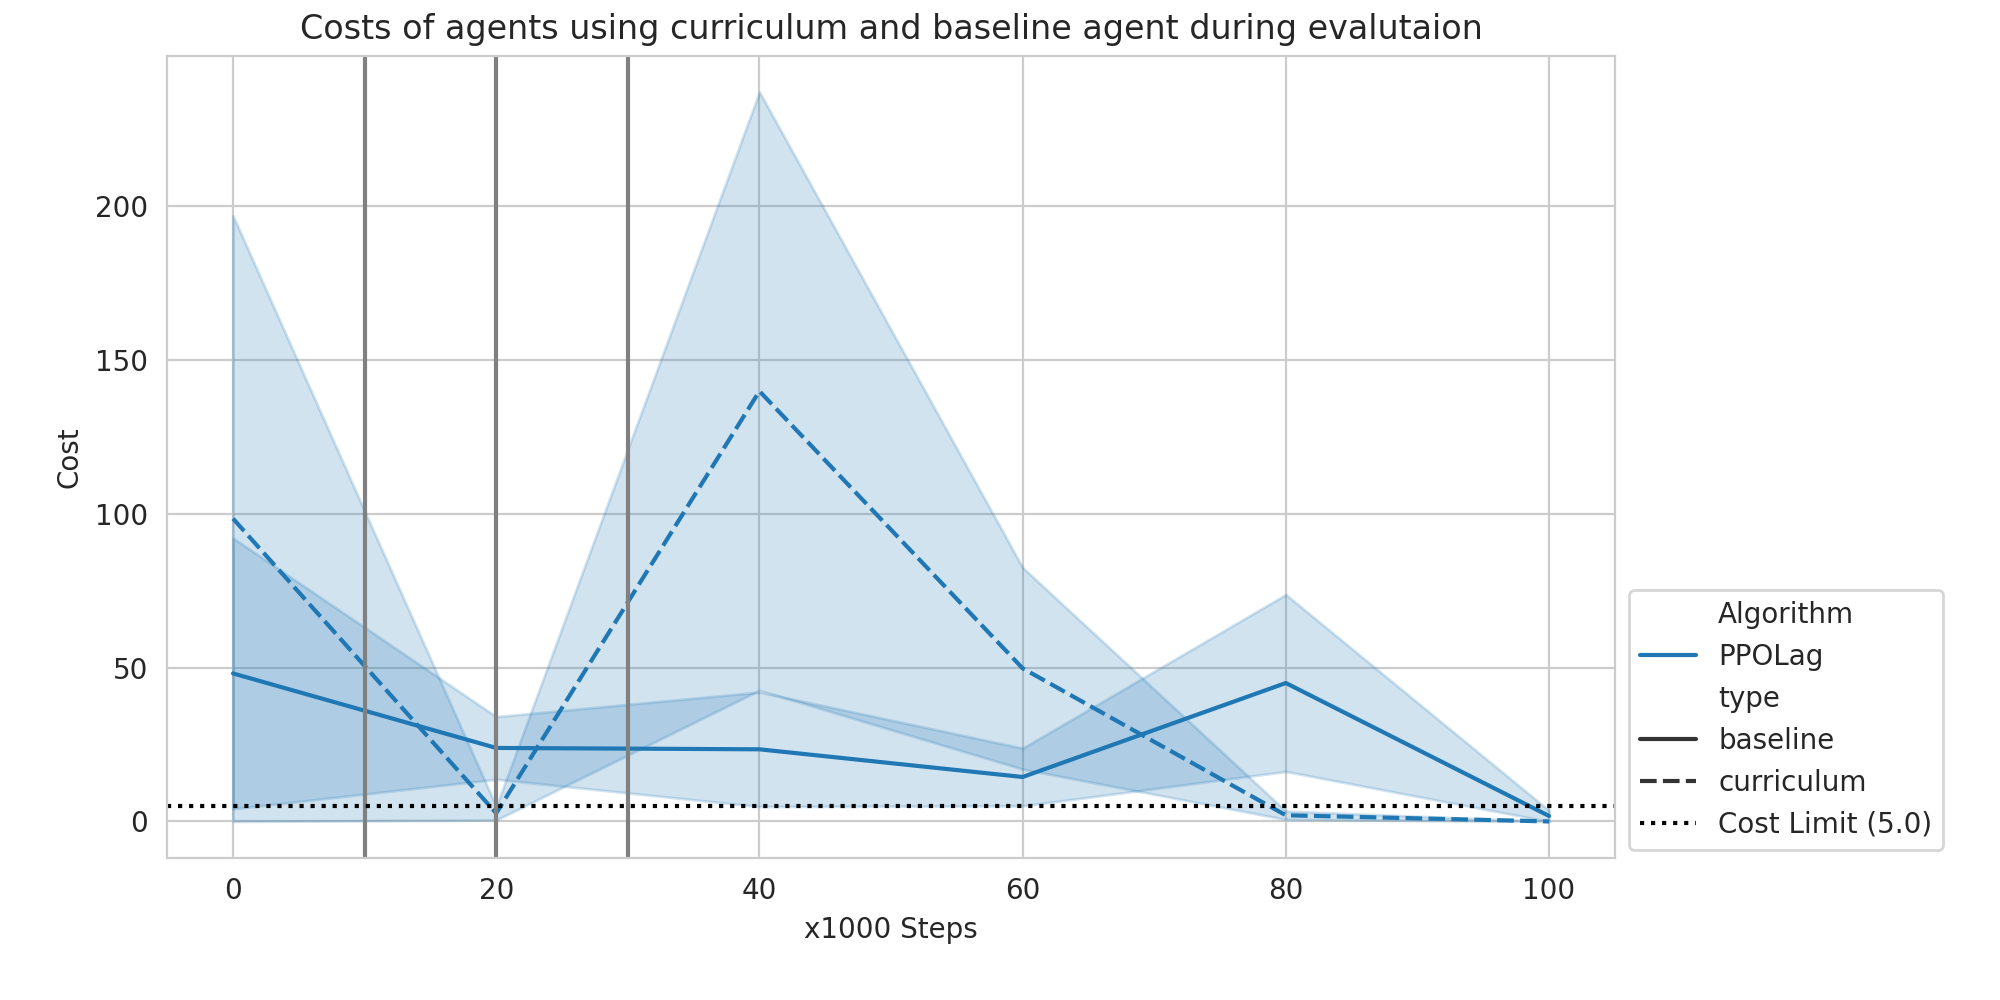 Costs of agents using curriculum and baseline agent during evalutaion
200
150
100
50
0
Cost
0 20 40 60 80 100
x1000 Steps
Algorithm
PPOLag
type
baseline
curriculum
Cost Limit (5.0)